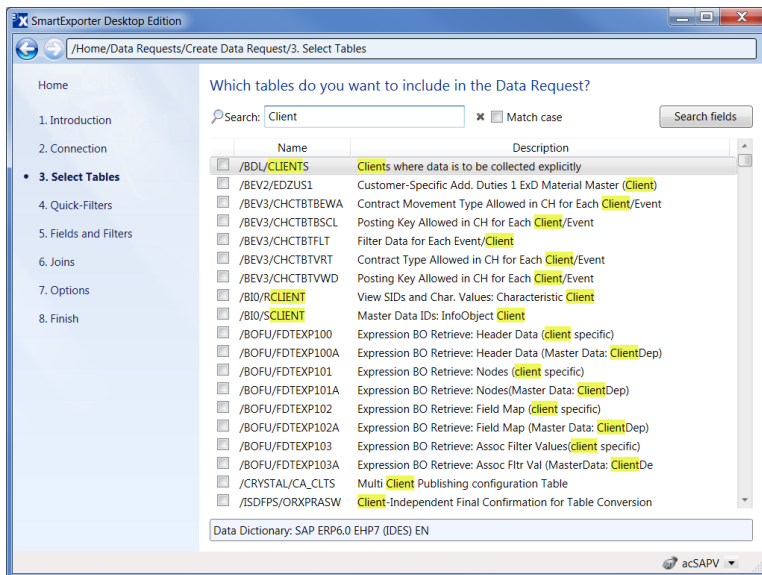 SmartExporter Desktop Edition
/Home/Data Requests/Create Data Request/3. Select Tables
Home
1. Introduction
2. Connection
• 3. Select Tables
4. Quick-Filters
5. Fields and Filters
6. Joins
7. Options
8. Finish
Which tables do you want to include in the Data Request?
Search: Client Match case Search fields
Name Description
/BDL/CLIENTS Clients where data is to be collected explicitly
/BEV2/EDZUS1 Customer-Specific Add. Duties 1 ExD Material Master (Client)
/BEV3/CHCTBTBEWA Contract Movement Type Allowed in CH for Each Client/Event
/BEV3/CHCTBTBSCL Posting Key Allowed in CH for Each Client/Event
/BEV3/CHCTBTFLT Filter Data for Each Event/Client
/BEV3/CHCTBTVRT Contract Type Allowed in CH for Each Client/Event
/BEV3/CHCTBTVWD Posting Key Allowed in CH for Each Client/Event
/BI0/RCLIENT View SIDs and Char. Values: Characteristic Client
/BI0/SCLIENT Master Data IDs: InfoObject Client
/BOFU/FDTEXP100 Expression BO Retrieve: Header Data (client specific)
/BOFU/FDTEXP100A Expression BO Retrieve: Header Data (Master Data: ClientDep)
/BOFU/FDTEXP101 Expression BO Retrieve: Nodes (client specific)
/BOFU/FDTEXP101A Expression BO Retrieve: Nodes(Master Data: ClientDep)
/BOFU/FDTEXP102 Expression BO Retrieve: Field Map (client specific)
/BOFU/FDTEXP102A Expression BO Retrieve: Field Map (Master Data: ClientDep)
/BOFU/FDTEXP103 Expression BO Retrieve: Assoc Filter Values(client specific)
/BOFU/FDTEXP103A Expression BO Retrieve: Assoc Fltr Val (MasterData: ClientDe
/CRYSTAL/CA_CLTS Multi Client Publishing configuration Table
/ISDFPS/ORXPRASW Client-Independent Final Confirmation for Table Conversion
Data Dictionary: SAP ERP6.0 EHP7 (IDES) EN
acSAPV